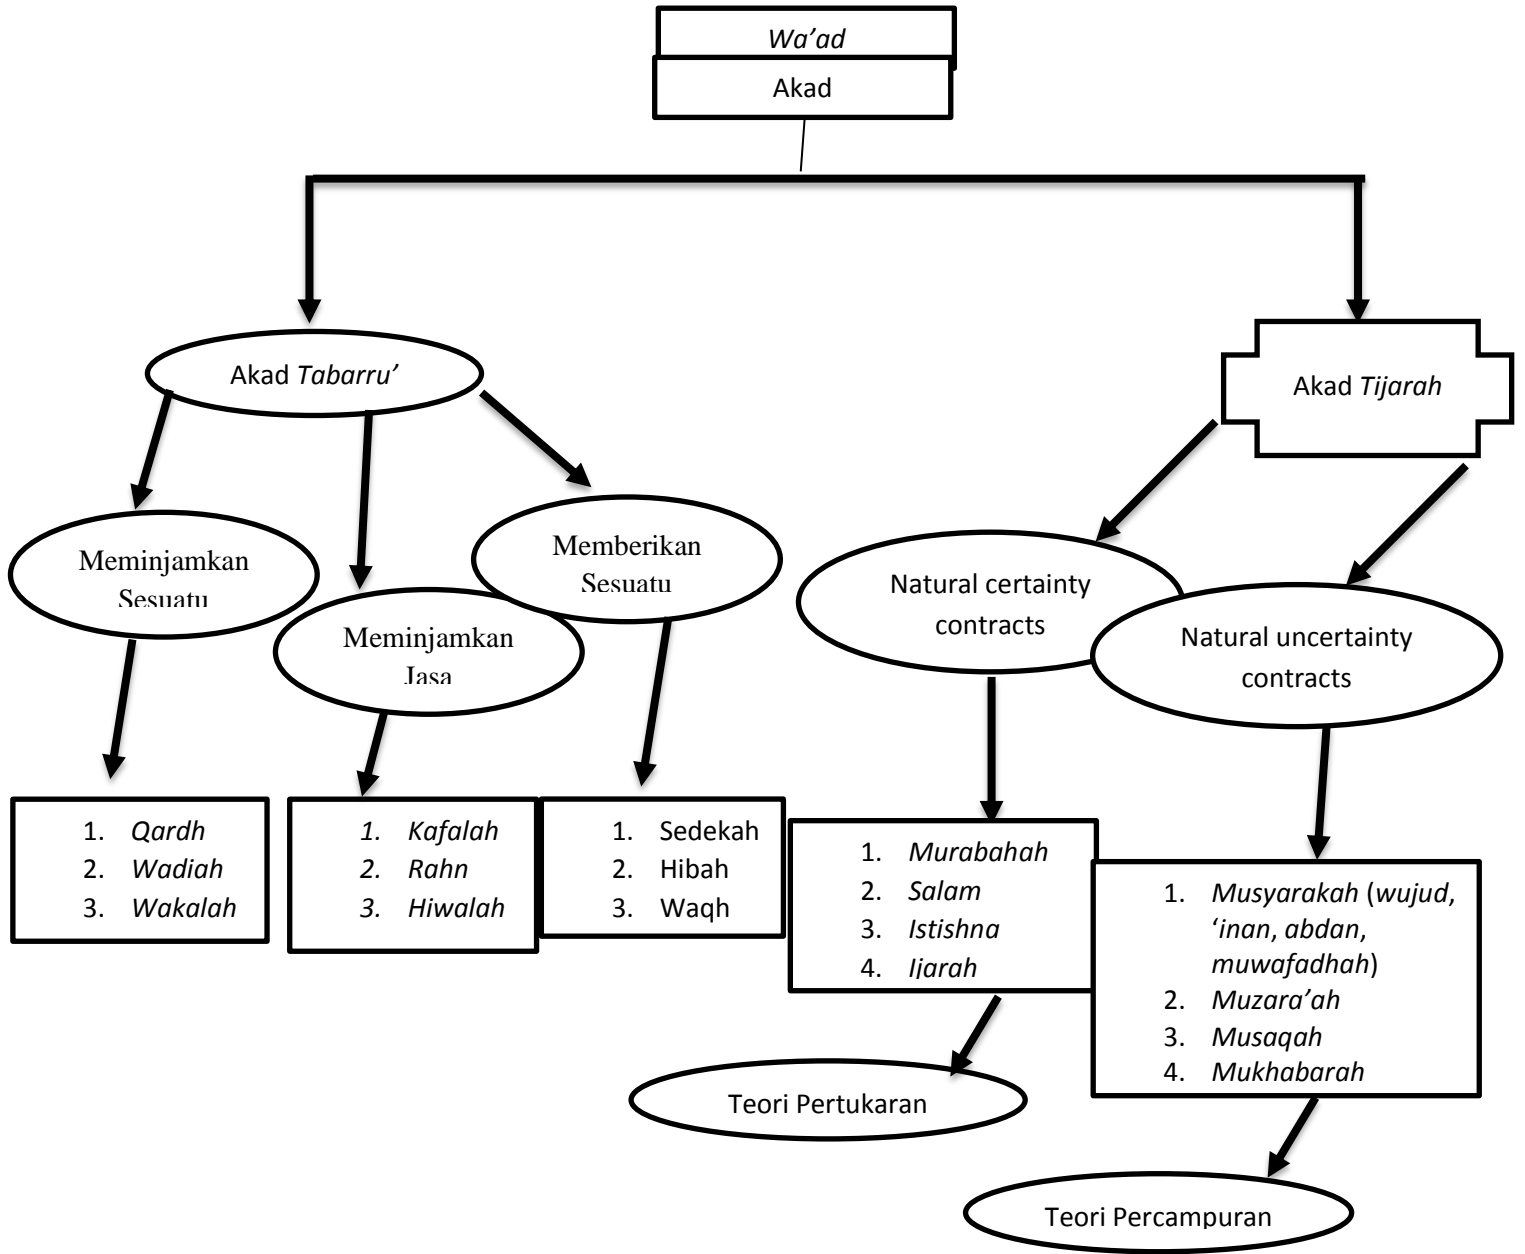 Wa'ad
Akad
Akad Tabarru’
Akad Tijarah
Meminjamkan
Sesuatu
Meminjamkan
Jasa
Memberikan
Sesuatu
Natural certainty
contracts
Natural uncertainty
contracts
1. Qardh
2. Wadiah
3. Wakalah
1. Kafalah
2. Rahn
3. Hiwalah
1. Sedekah
2. Hibah
3. Waqh
1. Murabahah
2. Salam
3. Istishna
4. Ijarah
1. Musyarakah (wujud,
‘inan, abdan,
muwafadhah)
2. Muzara’ah
3. Musaqah
4. Mukhabarah
Teori Pertukaran
Teori Percampuran